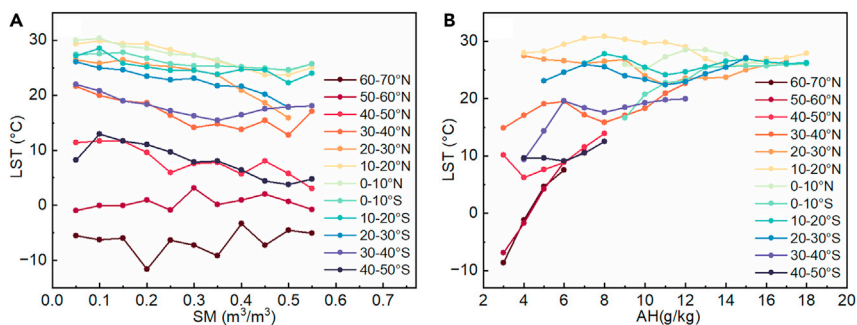 A
LST (°C)
30
20
10
0
−10
0.0
0.1
0.2
0.3
0.4
0.5
0.6
0.7
SM (m³/m³)
60-70°N
50-60°N
40-50°N
30-40°N
20-30°N
10-20°N
0-10°N
0-10°S
10-20°S
20-30°S
30-40°S
40-50°S
B
LST (°C)
30
20
10
0
−10
2
4
6
8
10
12
14
16
18
20
AH(g/kg)
60-70°N
50-60°N
40-50°N
30-40°N
20-30°N
10-20°N
0-10°N
0-10°S
10-20°S
20-30°S
30-40°S
40-50°S